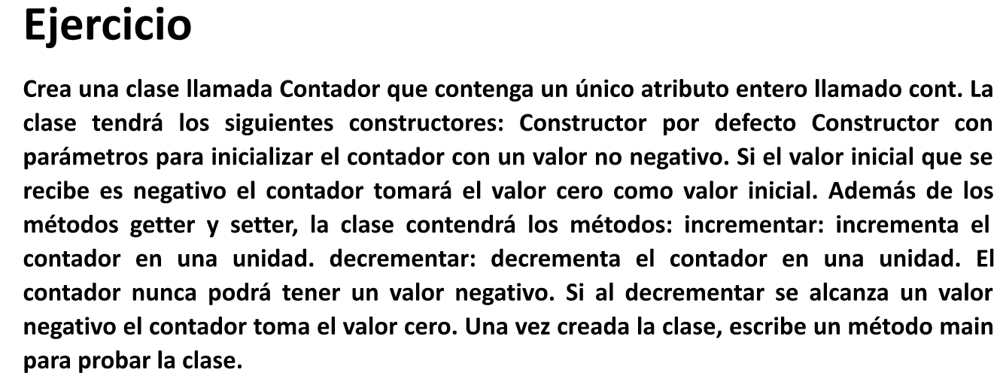 Ejercicio
Crea una clase llamada Contador que contenga un único atributo entero llamado cont. La
clase tendrá los siguientes constructores: Constructor por defecto Constructor con
parámetros para inicializar el contador con un valor no negativo. Si el valor inicial que se
recibe es negativo el contador tomará el valor cero como valor inicial. Además de los
métodos getter y setter, la clase contendrá los métodos: incrementar: incrementa el
contador en una unidad. decrementar: decrementa el contador en una unidad. El
contador nunca podrá tener un valor negativo. Si al decrementar se alcanza un valor
negativo el contador toma el valor cero. Una vez creada la clase, escribe un método main
para probar la clase.